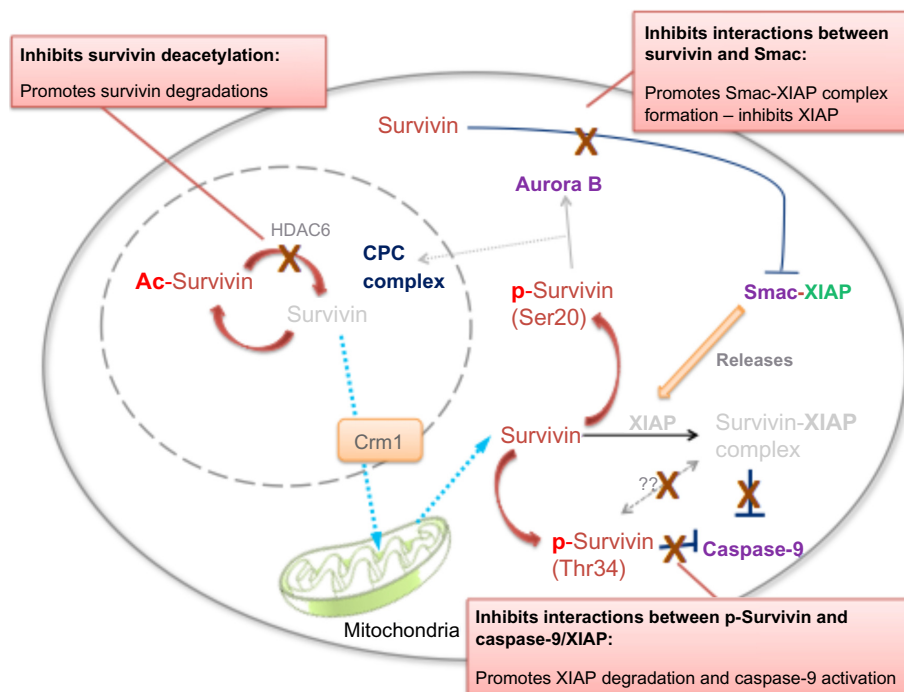 Inhibits survivin deacetylation:
Promotes survivin degradations
Inhibits interactions between
survivin and Smac:
Promotes Smac-XIAP complex
formation – inhibits XIAP
Survivin
Aurora B
HDAC6
X
X
Ac-Survivin
Survivin
CPC
complex
p-Survivin
(Ser20)
Smac-XIAP
Releases
Crm1
Survivin
XIAP
Survivin-XIAP
complex
??
X
X
p-Survivin
(Thr34)
X
Caspase-9
Mitochondria
Inhibits interactions between p-Survivin and
caspase-9/XIAP:
Promotes XIAP degradation and caspase-9 activation